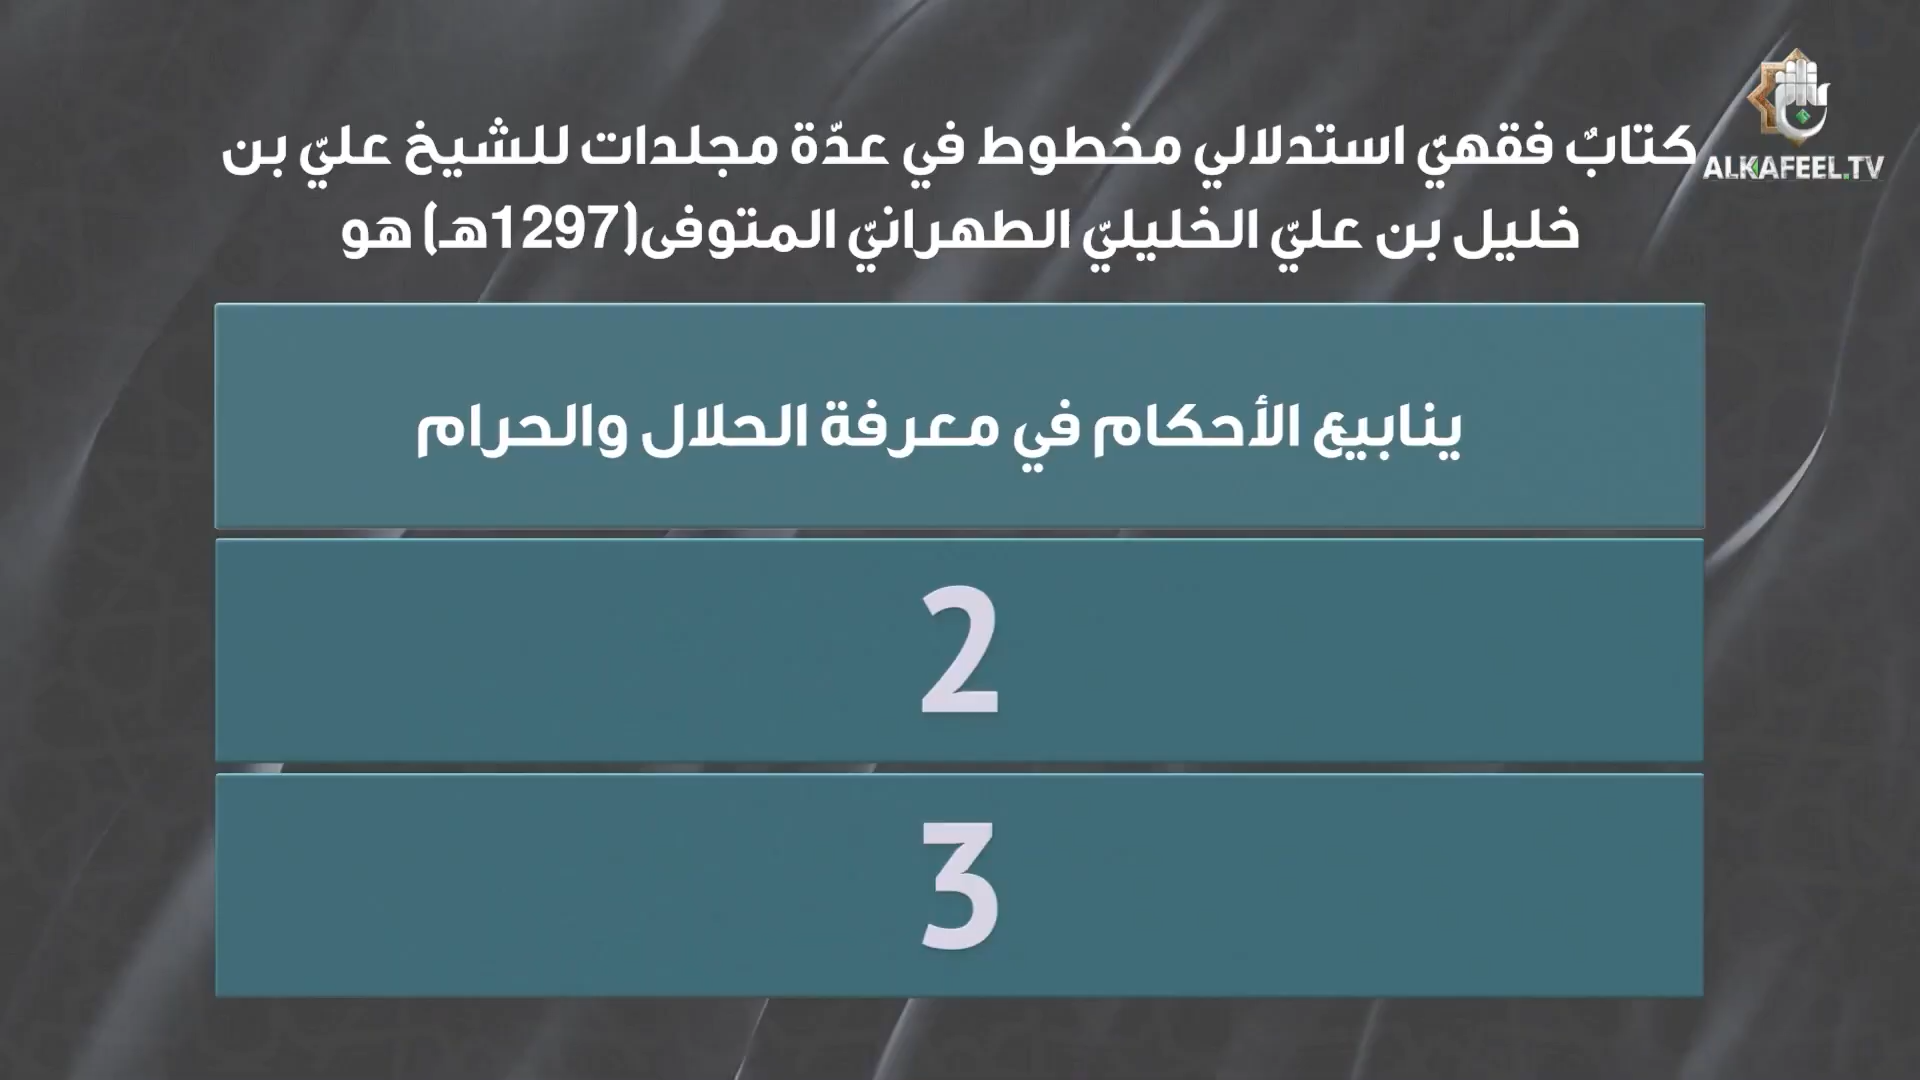 ALKAFEEL.TV
كتابٌ فقهيّ استدلالي مخطوط في عدّة مجلدات للشيخ عليّ بن
خليل بن عليّ الخليليّ الطهرانيّ المتوفى(1297هـ) هو
ينابيع الأحكام في معرفة الحلال والحرام
2
3